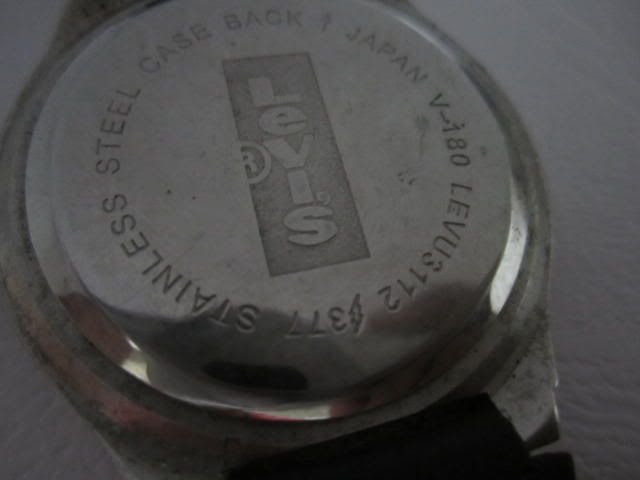 STAINLESS STEEL CASE BACK JAPAN V-180 LEVU3112 377
Levi's
®